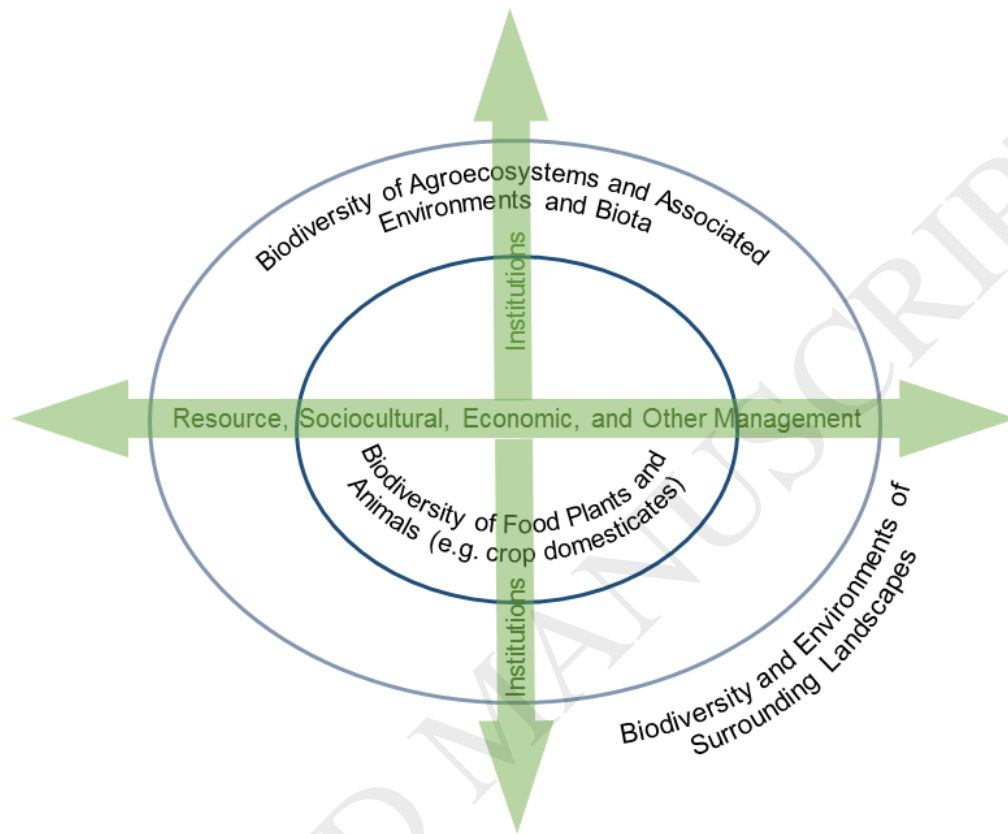 Biodiversity of Agroecosystems and Associated
Environments and Biota
Institutions
Resource, Sociocultural, Economic, and Other Management
Biodiversity of Food Plants and
Animals (e.g. crop domesticates)
Institutions
Biodiversity and Environments of
Surrounding Landscapes
D MANUSCRIP